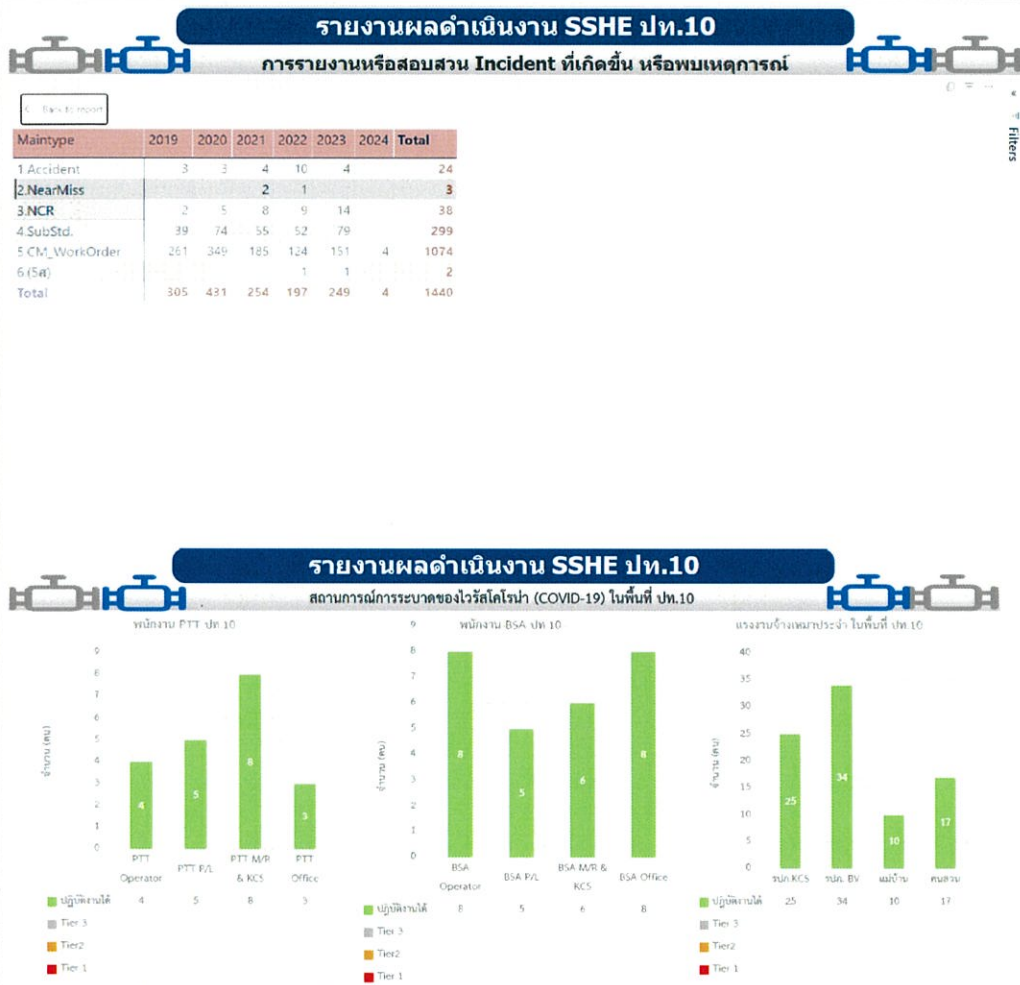 รายงานผลดำเนินงาน SSHE ปท.10
การรายงานหรือสอบสวน Incident ที่เกิดขึ้น หรือพบเหตุการณ์
Back to report
Filters
Maintype 2019 2020 2021 2022 2023 2024 Total
1.Accident 3 3 4 10 4 24
2.NearMiss 2 1 3
3.NCR 2 5 8 9 14 38
4.SubStd. 39 74 55 52 79 299
5.CM_WorkOrder 261 349 185 124 151 4 1074
6.(5ส) 1 1 2
Total 305 431 254 197 249 4 1440
รายงานผลดำเนินงาน SSHE ปท.10
สถานการณ์การระบาดของไวรัสโคโรน่า (COVID-19) ในพื้นที่ ปท.10
พนักงาน PTT ปท.10
จำนวน (คน)
9
8
7
6
5
4
3
2
1
0
4 5 8 3
PTT Operator PTT P/L PTT M/R & KCS PTT Office
ปฏิบัติงานได้ 4 5 8 3
Tier 3
Tier2
Tier 1
พนักงาน BSA ปท.10
จำนวน (คน)
9
8
7
6
5
4
3
2
1
0
8 5 6 8
BSA Operator BSA P/L BSA M/R & KCS BSA Office
ปฏิบัติงานได้ 8 5 6 8
Tier 3
Tier2
Tier 1
แรงงานจ้างเหมาประจำ ในพื้นที่ ปท.10
จำนวน (คน)
40
35
30
25
20
15
10
5
0
25 34 10 17
รปภ.KCS รปภ. BV แม่บ้าน คนสวน
ปฏิบัติงานได้ 25 34 10 17
Tier 3
Tier2
Tier 1